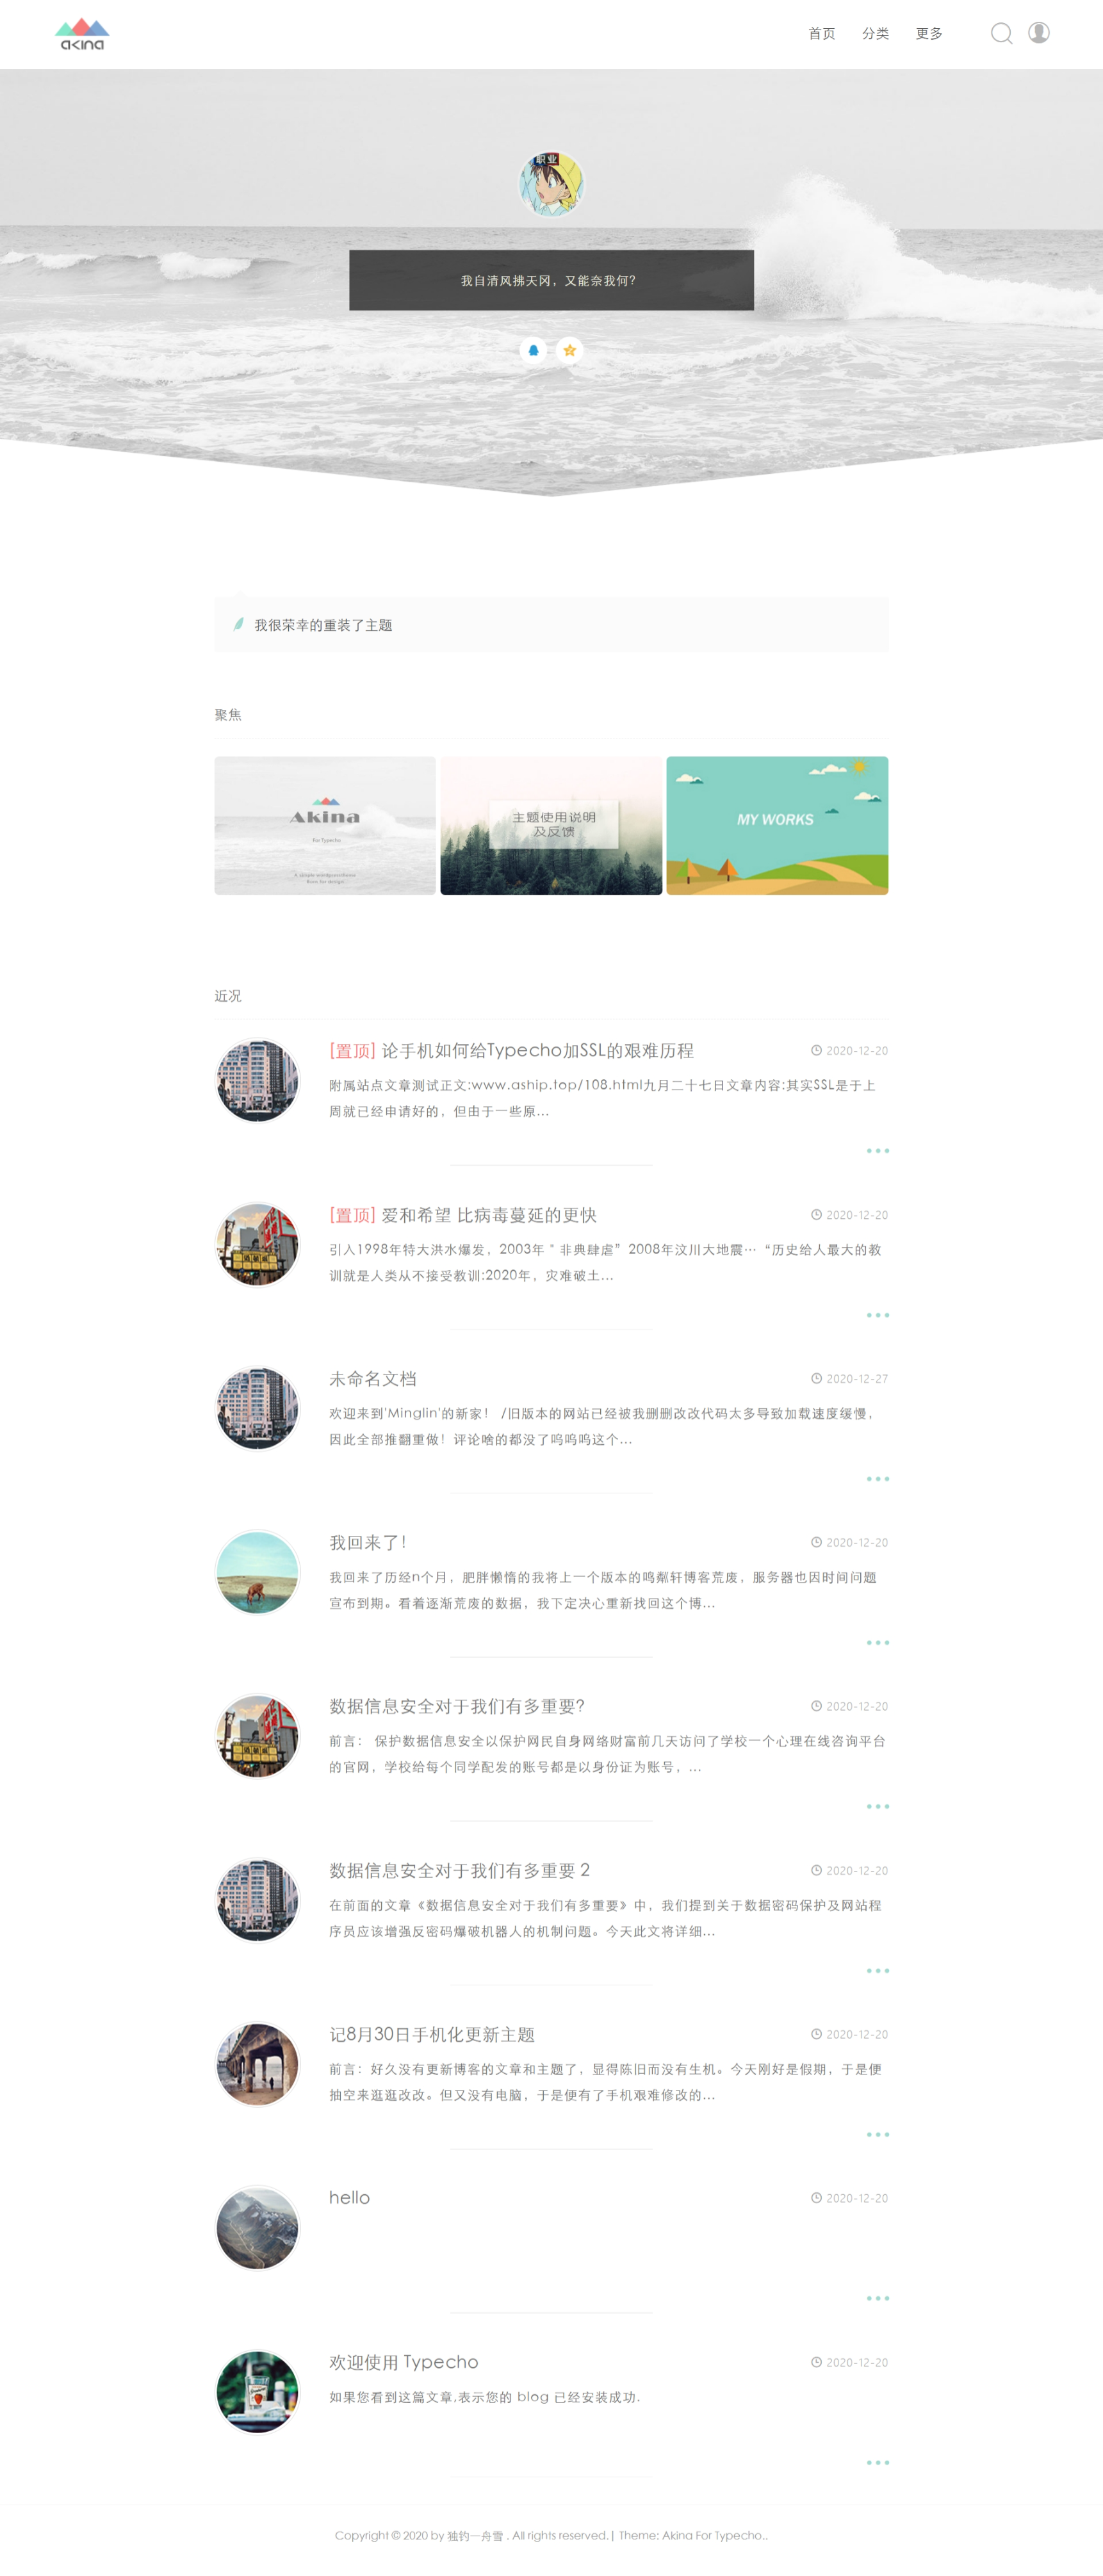 akina
首页 分类 更多
职业
我自清风拂天冈，又能奈我何？
我很荣幸的重装了主题
聚焦
Akina
For Typecho
主题使用说明
及反馈
MY WORKS
近况
[置顶] 论手机如何给Typecho加SSL的艰难历程
2020-12-20
附属站点文章测试正文:www.aship.top/108.html九月二十七日文章内容:其实SSL是于上
周就已经申请好的，但由于一些原...
[置顶] 爱和希望 比病毒蔓延的更快
2020-12-20
引入1998年特大洪水爆发，2003年＂非典肆虐”2008年汶川大地震…“历史给人最大的教
训就是人类从不接受教训:2020年，灾难破土...
未命名文档
2020-12-27
欢迎来到'Minglin'的新家！ /旧版本的网站已经被我删删改改代码太多导致加载速度缓慢，
因此全部推翻重做！评论啥的都没了呜呜呜这个...
我回来了！
2020-12-20
我回来了历经n个月，肥胖懒惰的我将上一个版本的鸣粼轩博客荒废，服务器也因时间问题
宣布到期。看着逐渐荒废的数据，我下定决心重新找回这个博...
数据信息安全对于我们有多重要?
2020-12-20
前言： 保护数据信息安全以保护网民自身网络财富前几天访问了学校一个心理在线咨询平台
的官网，学校给每个同学配发的账号都是以身份证为账号，...
数据信息安全对于我们有多重要 2
2020-12-20
在前面的文章《数据信息安全对于我们有多重要》中，我们提到关于数据密码保护及网站程
序员应该增强反密码爆破机器人的机制问题。今天此文将详细...
记8月30日手机化更新主题
2020-12-20
前言：好久没有更新博客的文章和主题了，显得陈旧而没有生机。今天刚好是假期，于是便
抽空来逛逛改改。但又没有电脑，于是便有了手机艰难修改的...
hello
2020-12-20
欢迎使用 Typecho
2020-12-20
如果您看到这篇文章,表示您的 blog 已经安装成功.
Copyright © 2020 by 独钓一舟雪 . All rights reserved.| Theme: Akina For Typecho..